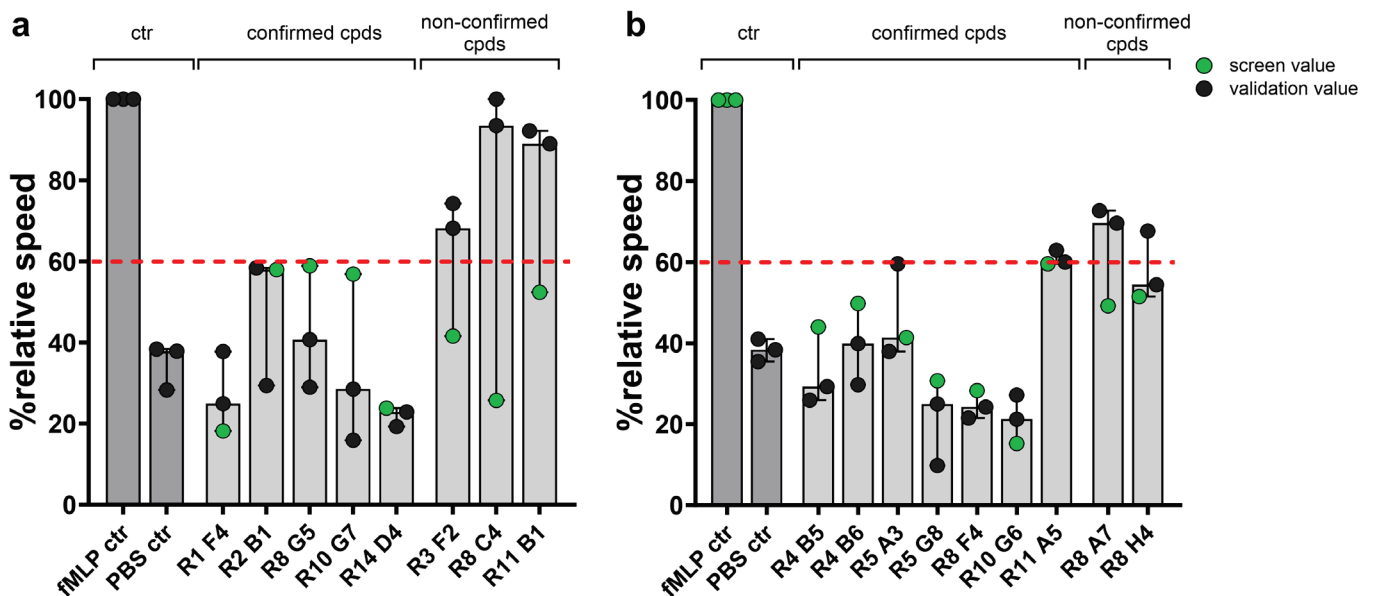 a
ctr
confirmed cpds
non-confirmed
cpds
%relative speed
100
80
60
40
20
0
fMLP ctr
PBS ctr
R1 F4
R2 B1
R8 G5
R10 G7
R14 D4
R3 F2
R8 C4
R11 B1
b
ctr
confirmed cpds
non-confirmed
cpds
screen value
validation value
%relative speed
100
80
60
40
20
0
fMLP ctr
PBS ctr
R4 B5
R4 B6
R5 A3
R5 G8
R8 F4
R10 G6
R11 A5
R8 A7
R8 H4